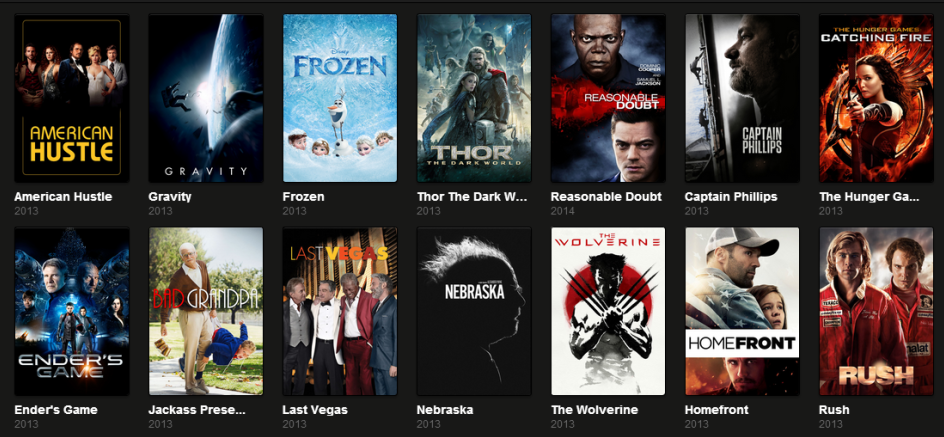 AMERICAN
HUSTLE
GRAVITY
Disney
FROZEN
THOR
THE DARK WORLD
DOMINIC
COOPER
SAMUEL L.
JACKSON
REASONABLE
DOUBT
CAPTAIN
PHILLIPS
THE HUNGER GAMES
CATCHING FIRE
American Hustle
Gravity
Frozen
Thor The Dark W...
Reasonable Doubt
Captain Phillips
The Hunger Ga...
2013
2013
2013
2013
2014
2013
2013
ENDER'S
GAME
BAD GRANDPA
LAST VEGAS
NEBRASKA
THE
WOLVERINE
HOMEFRONT
TEXACO
RUSH
Ender's Game
Jackass Prese...
Last Vegas
Nebraska
The Wolverine
Homefront
Rush
2013
2013
2013
2013
2013
2013
2013